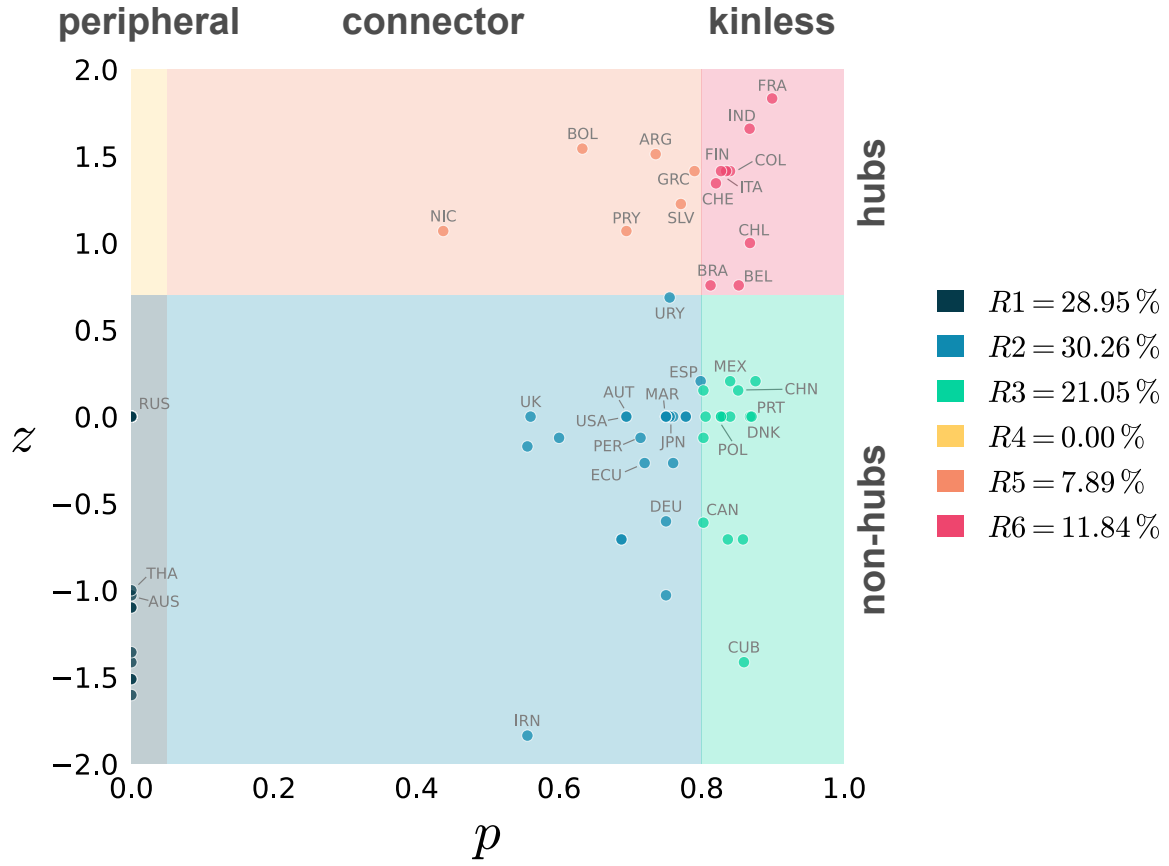 peripheral connector kinless
2.0
1.5
1.0
0.5
0.0
−0.5
−1.0
−1.5
−2.0
z
0.0 0.2 0.4 0.6 0.8 1.0
p
hubs
non-hubs
FRA
IND
BOL
ARG
FIN
COL
GRC
ITA
CHE
SLV
NIC
PRY
CHL
BRA
BEL
URY
ESP
MEX
CHN
RUS
UK
AUT
MAR
USA
PRT
PER
JPN
DNK
POL
ECU
DEU
CAN
THA
AUS
CUB
IRN
R1 = 28.95 %
R2 = 30.26 %
R3 = 21.05 %
R4 = 0.00 %
R5 = 7.89 %
R6 = 11.84 %